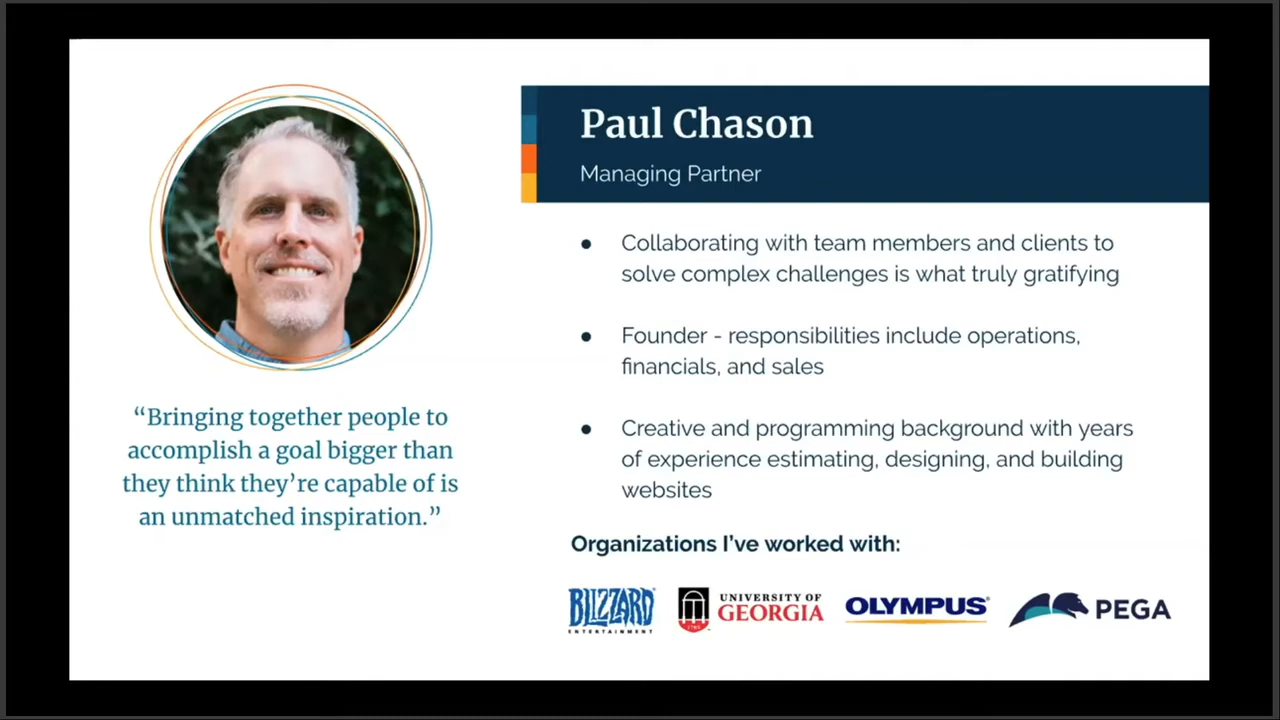 Paul Chason
Managing Partner
“Bringing together people to
accomplish a goal bigger than
they think they’re capable of is
an unmatched inspiration.”
● Collaborating with team members and clients to
solve complex challenges is what truly gratifying
● Founder - responsibilities include operations,
financials, and sales
● Creative and programming background with years
of experience estimating, designing, and building
websites
Organizations I’ve worked with:
BLIZZARD
ENTERTAINMENT
UNIVERSITY OF
GEORGIA
1785
OLYMPUS®
PEGA